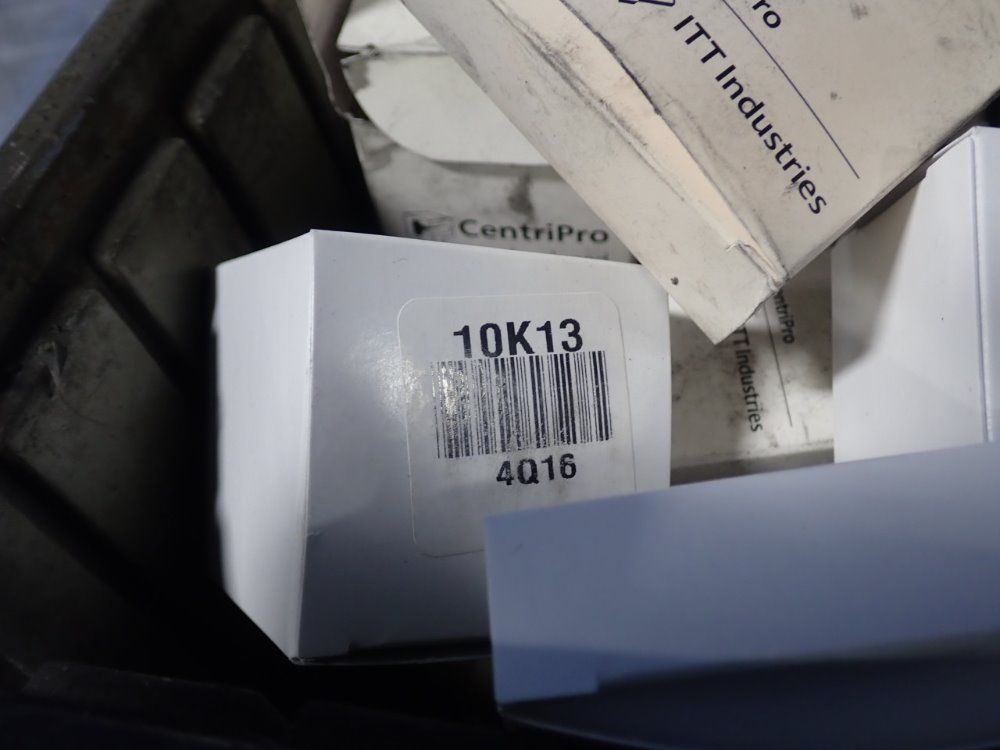 ro
ITT Industries
CentriPro
10K13
4Q16
ntriPro
ITT Industries